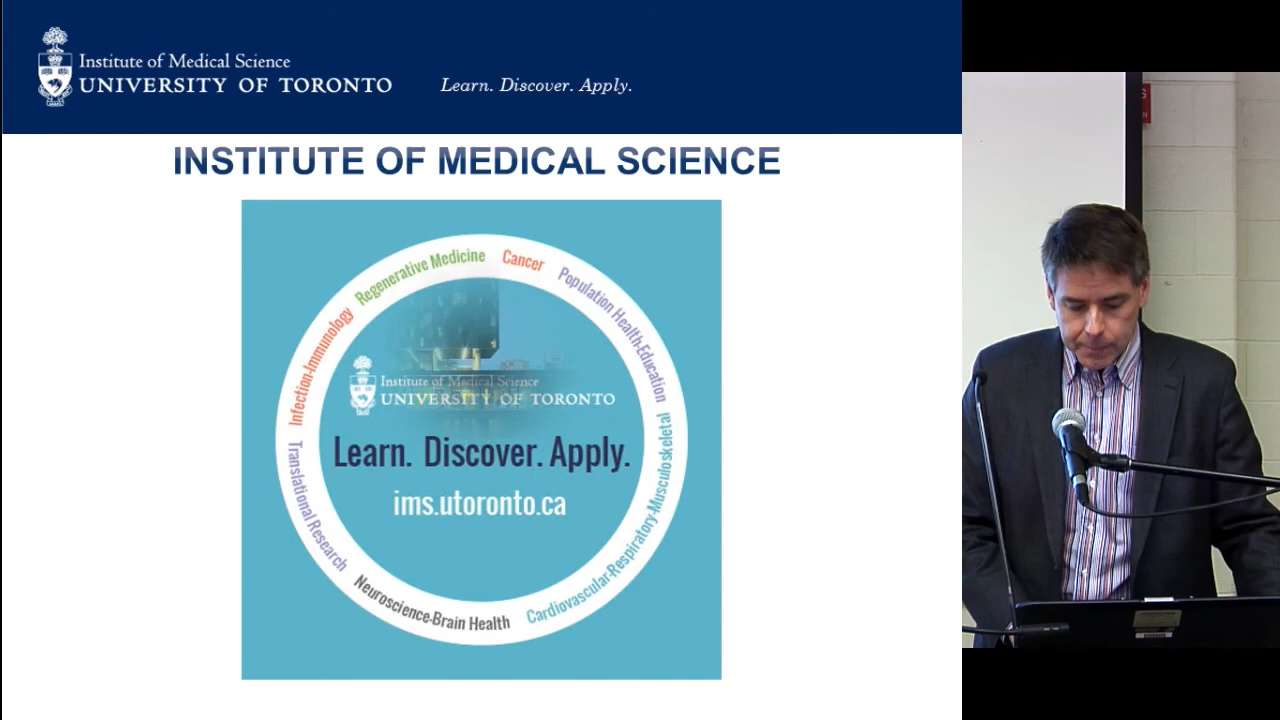 Institute of Medical Science
UNIVERSITY OF TORONTO
Learn. Discover. Apply.
INSTITUTE OF MEDICAL SCIENCE
Regenerative Medicine
Cancer
Population Health-Education
Cardiovascular-Respiratory-Musculoskeletal
Neuroscience-Brain Health
Translational Research
Infection-Immunology
Institute of Medical Science
UNIVERSITY OF TORONTO
Learn. Discover. Apply.
ims.utoronto.ca